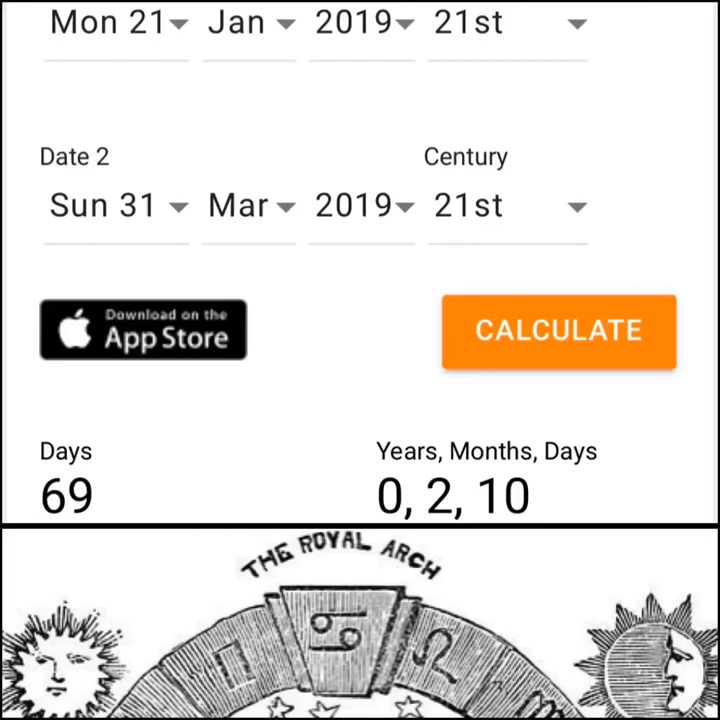 Mon 21 Jan 2019 21st
Date 2 Century
Sun 31 Mar 2019 21st
Download on the
App Store
CALCULATE
Days Years, Months, Days
69 0, 2, 10
THE ROYAL ARCH
♊ ♋ ♌ ♍